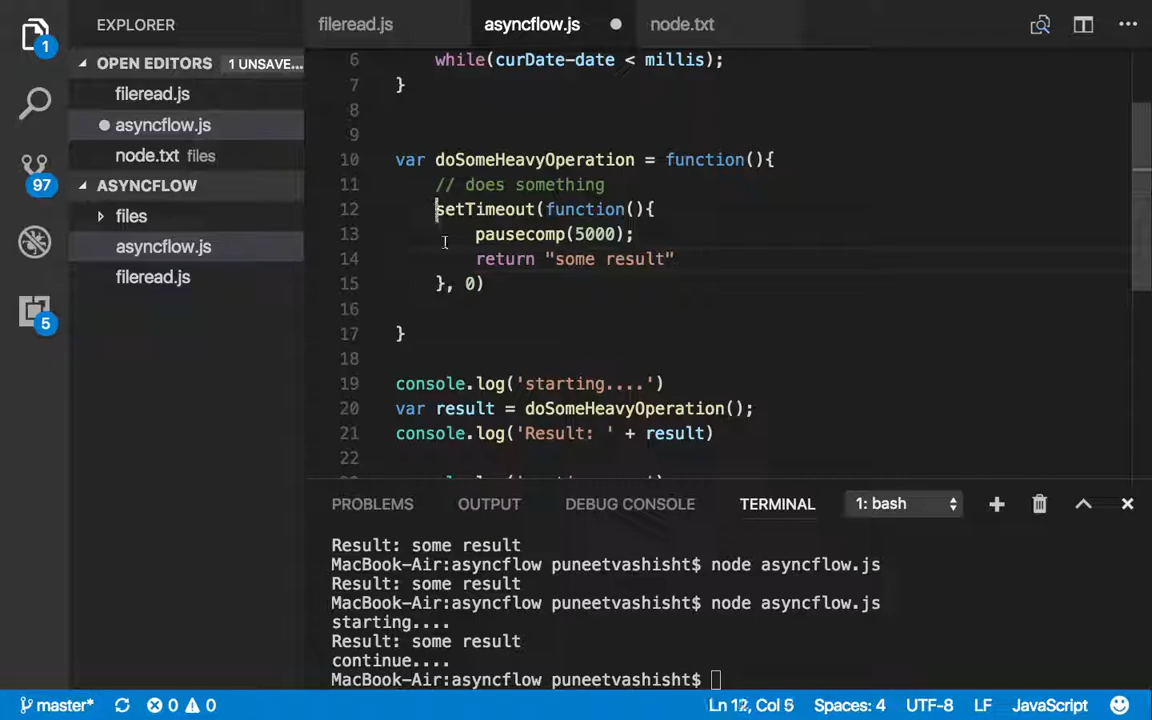 EXPLORER
fileread.js
asyncflow.js
node.txt
1
OPEN EDITORS
1 UNSAVE...
fileread.js
asyncflow.js
node.txt files
97
ASYNCFLOW
files
asyncflow.js
fileread.js
5
6 while(curDate-date < millis);
7 }
8
9
10 var doSomeHeavyOperation = function(){
11 // does something
12 setTimeout(function(){
13 pausecomp(5000);
14 return "some result"
15 }, 0)
16
17 }
18
19 console.log('starting....')
20 var result = doSomeHeavyOperation();
21 console.log('Result: ' + result)
22
PROBLEMS
OUTPUT
DEBUG CONSOLE
TERMINAL
1: bash
Result: some result
MacBook-Air:asyncflow puneetvashisht$ node asyncflow.js
Result: some result
MacBook-Air:asyncflow puneetvashisht$ node asyncflow.js
starting....
Result: some result
continue....
MacBook-Air:asyncflow puneetvashisht$
master*
0
0
Ln 12, Col 5
Spaces: 4
UTF-8
LF
JavaScript